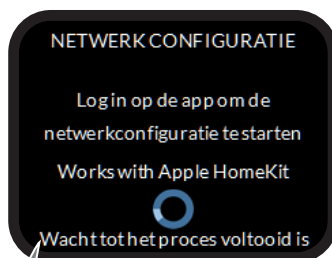 NETWERK CONFIGURATIE
Log in op de app om de
netwerkconfiguratie te starten
Works with Apple HomeKit
Wacht tot het proces voltooid is